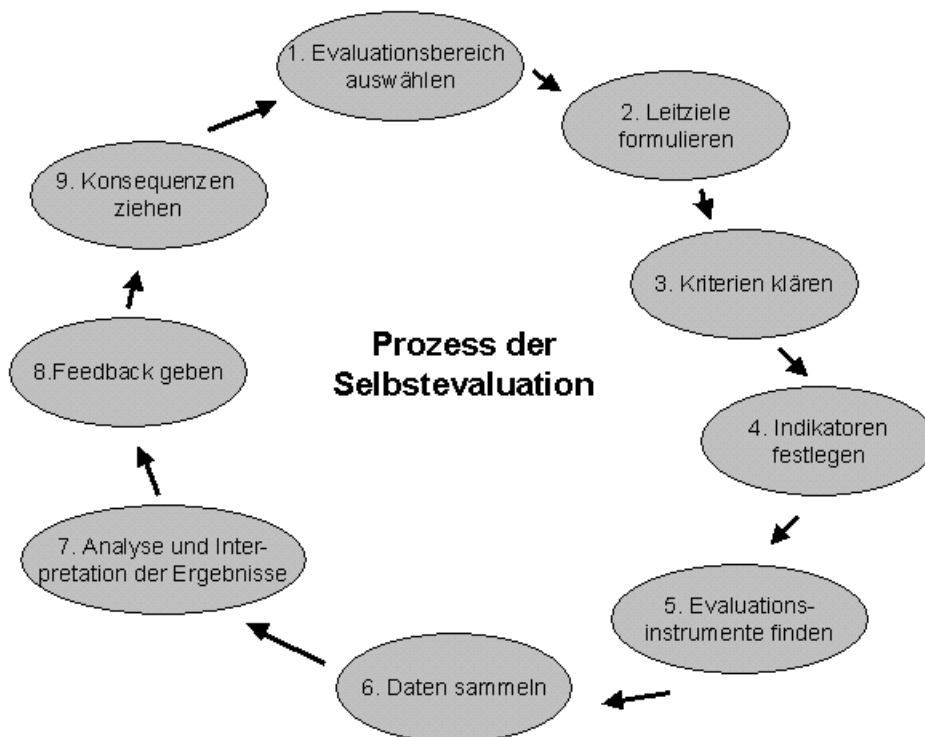 1. Evaluationsbereich
auswählen
2. Leitziele
formulieren
3. Kriterien klären
4. Indikatoren
festlegen
5. Evaluations-
instrumente finden
6. Daten sammeln
7. Analyse und Inter-
pretation der Ergebnisse
8.Feedback geben
9. Konsequenzen
ziehen
Prozess der
Selbstevaluation